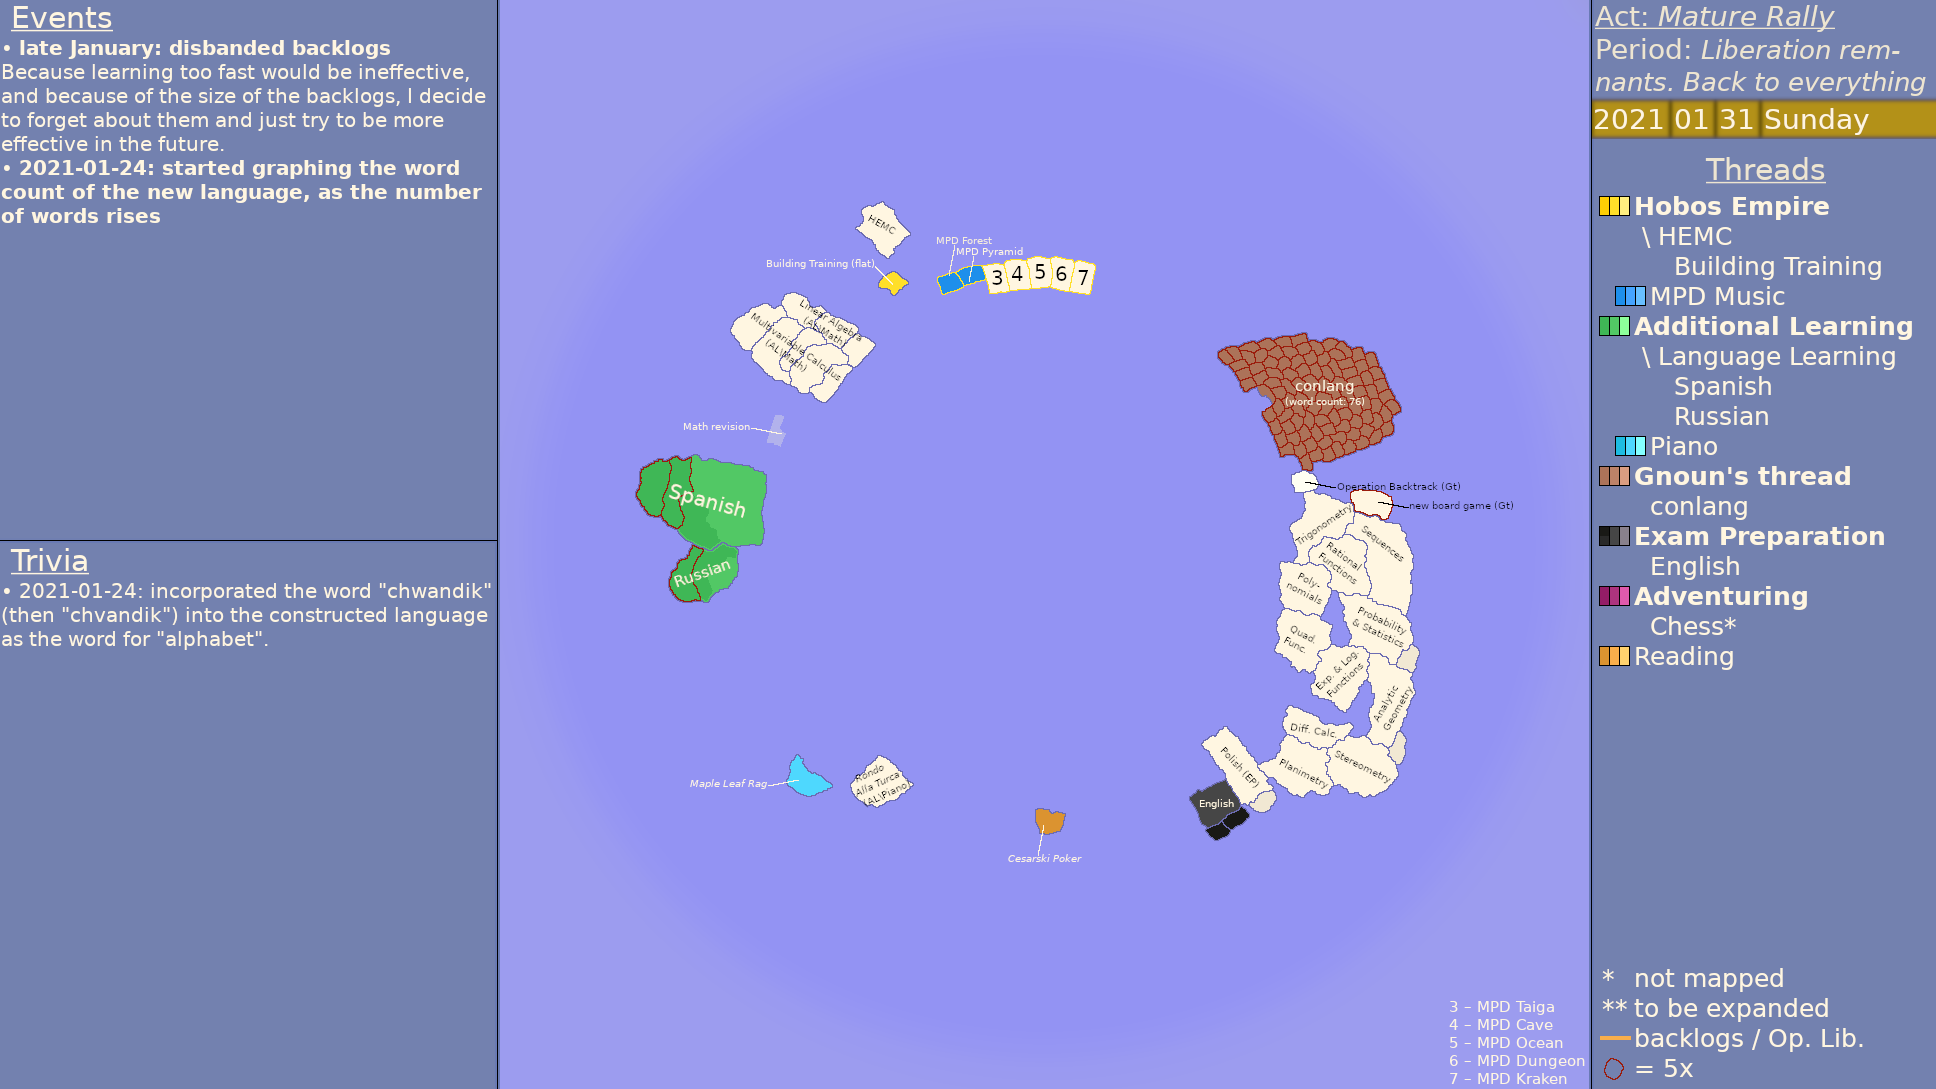 Events
• late January: disbanded backlogs
Because learning too fast would be ineffective,
and because of the size of the backlogs, I decide
to forget about them and just try to be more
effective in the future.
• 2021-01-24: started graphing the word
count of the new language, as the number
of words rises
Trivia
• 2021-01-24: incorporated the word "chwandik"
(then "chvandik") into the constructed language
as the word for "alphabet".
HEMC
MPD Forest
MPD Pyramid
Building Training (flat)
3 4 5 6 7
Linear Algebra
(AL\Math)
Multivariable Calculus
(AL\Math)
Math revision
Spanish
Russian
conlang
(word count: 76)
Operation Backtrack (Gt)
new board game (Gt)
Trigonometry
Sequences
Rational
Functions
Poly-
nomials
Probability
& Statistics
Quad.
Func.
Exp. & Log.
Functions
Analytic
Geometry
Diff. Calc.
Planimetry
Stereometry
Polish (EP)
English
Maple Leaf Rag
Rondo
Alla Turca
(AL\Piano)
Cesarski Poker
3 – MPD Taiga
4 – MPD Cave
5 – MPD Ocean
6 – MPD Dungeon
7 – MPD Kraken
Act: Mature Rally
Period: Liberation rem-
nants. Back to everything
2021 01 31 Sunday
Threads
Hobos Empire
\ HEMC
Building Training
MPD Music
Additional Learning
\ Language Learning
Spanish
Russian
Piano
Gnoun's thread
conlang
Exam Preparation
English
Adventuring
Chess*
Reading
* not mapped
** to be expanded
backlogs / Op. Lib.
= 5x